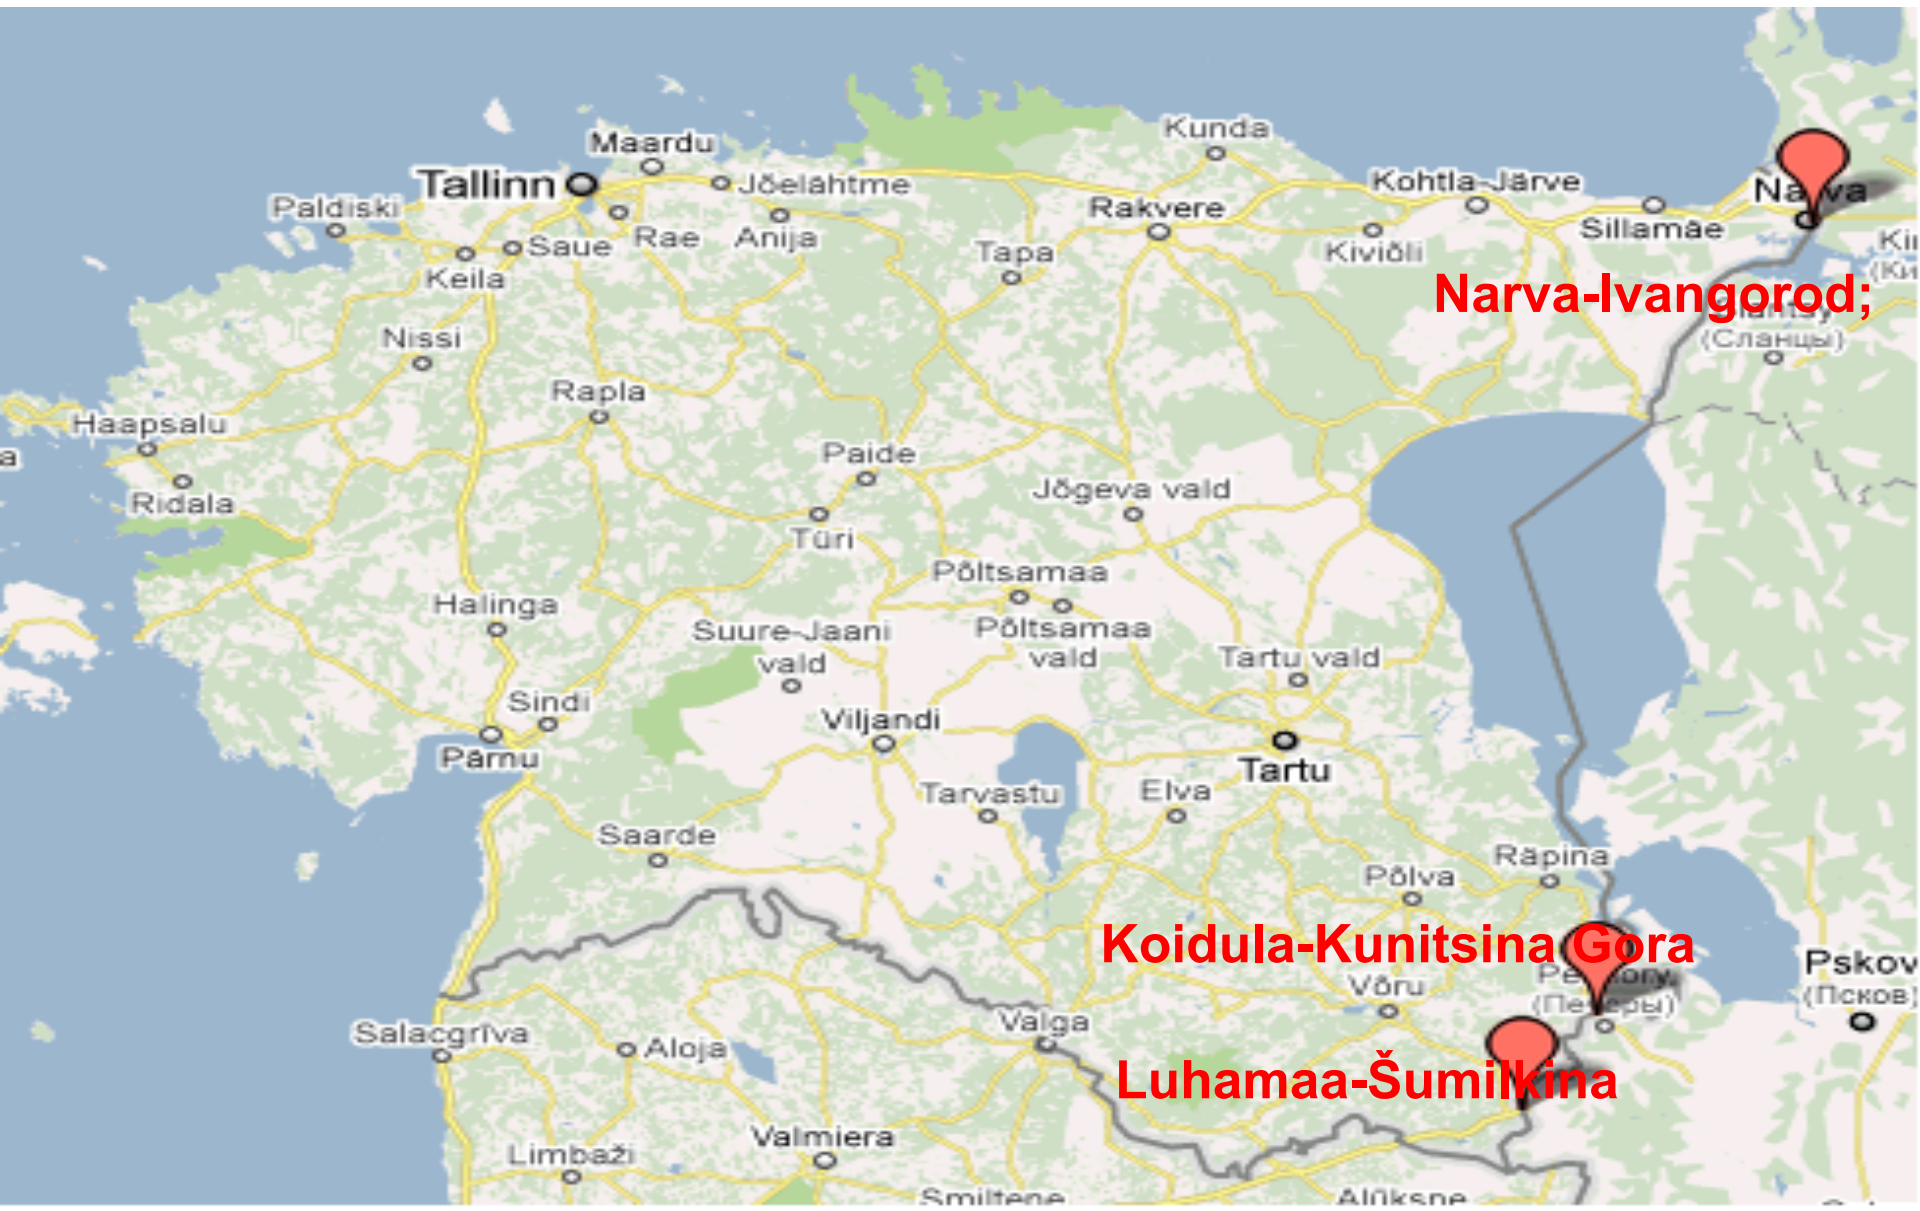 Kunda
Maardu
Tallinn
Jõelähtme
Kohtla-Järve
Narva
Paldiski
Rakvere
Sillamäe
Saue
Rae
Anija
Tapa
Kiviõli
Keila
Narva-Ivangorod;
(Сланцы)
Nissi
Rapla
Haapsalu
Paide
Ridala
Jõgeva vald
Türi
Põltsamaa
Halinga
Suure-Jaani
vald
Põltsamaa
vald
Tartu vald
Sindi
Viljandi
Pärnu
Tartu
Tarvastu
Elva
Saarde
Räpina
Põlva
Koidula-Kunitsina Gora
Pskov
(Псков)
Võru
(Печоры)
Salacgrīva
Aloja
Valga
Luhamaa-Šumilkina
Valmiera
Limbaži
Smiltene
Alūksne